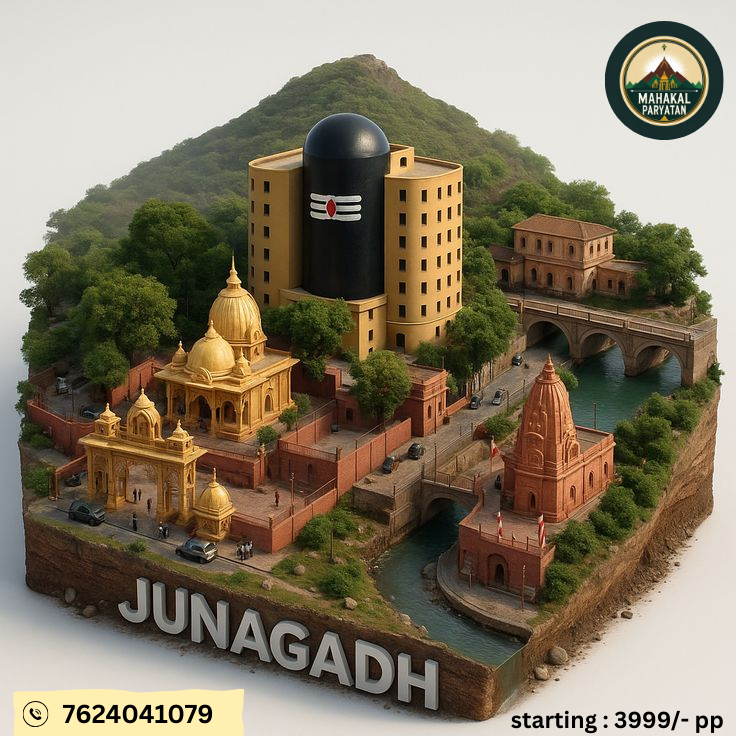 MAHAKAL
PARYATAN
JUNAGADH
7624041079
starting : 3999/- pp